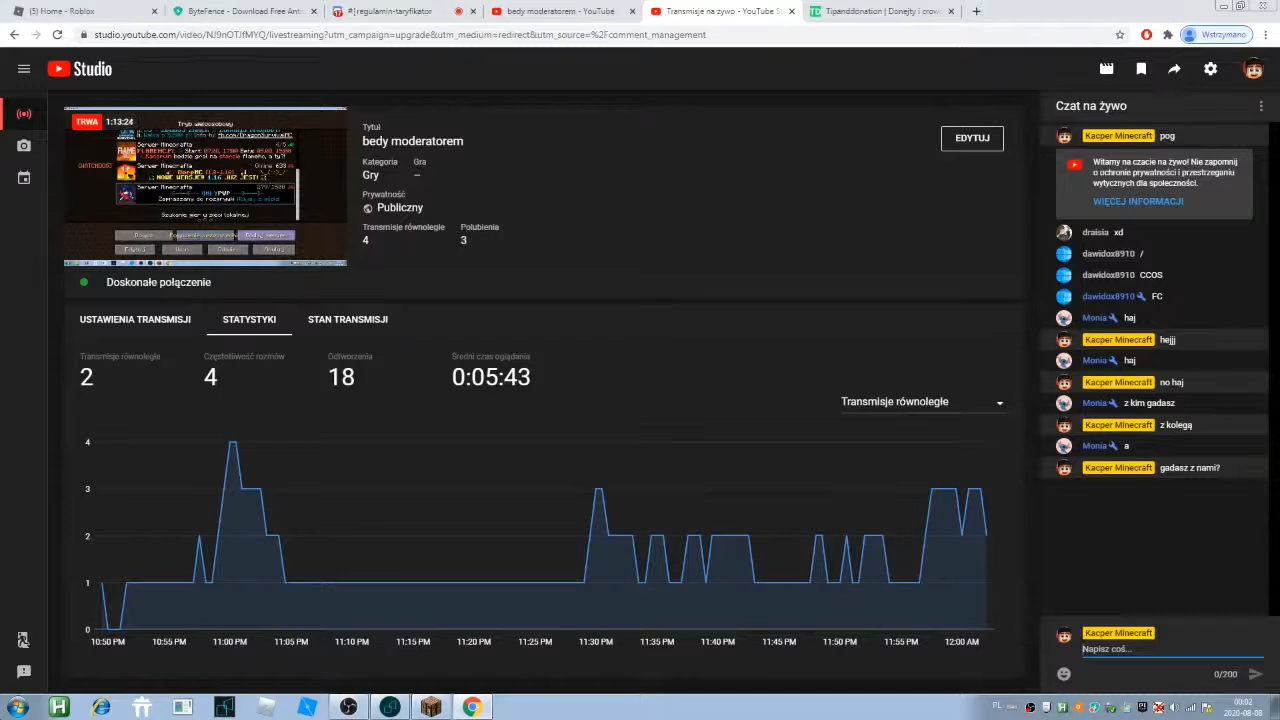 (5) Home - Roblox
ByteFence - Download Free Anti
#[regulamin-taryfikator
bedy moderatorem - YouTube
Transmisje na żywo - YouTube S
Tipanddonation | Donejty i crow
studio.youtube.com/video/NJ9nOTJfMYQ/livestreaming?utm_campaign=upgrade&utm_medium=redirect&utm_source=%2Fcomment_management
Wstrzymano
Studio
TRWA 1:13:24
Tryb wieloosobowy
Tytuł
bedy moderatorem
EDYTUJ
Kategoria Gra
Gry –
Prywatność
Publiczny
Transmisje równoległe Polubienia
4 3
Doskonałe połączenie
USTAWIENIA TRANSMISJI STATYSTYKI STAN TRANSMISJI
Transmisje równoległe Częstotliwość rozmów Odtworzenia Średni czas oglądania
2 4 18 0:05:43
Transmisje równoległe
4
3
2
1
0
10:50 PM 10:55 PM 11:00 PM 11:05 PM 11:10 PM 11:15 PM 11:20 PM 11:25 PM 11:30 PM 11:35 PM 11:40 PM 11:45 PM 11:50 PM 11:55 PM 12:00 AM
Czat na żywo
Kacper Minecraft pog
Witamy na czacie na żywo! Nie zapomnij
o ochronie prywatności i przestrzeganiu
wytycznych dla społeczności.
WIĘCEJ INFORMACJI
draisia xd
dawidox8910 /
dawidox8910 CCOS
dawidox8910 FC
Monia haj
Kacper Minecraft hejjj
Monia haj
Kacper Minecraft no haj
Monia z kim gadasz
Kacper Minecraft z kolegą
Monia a
Kacper Minecraft gadasz z nami?
Kacper Minecraft
Napisz coś...
0/200
PL
00:02
2020-08-08